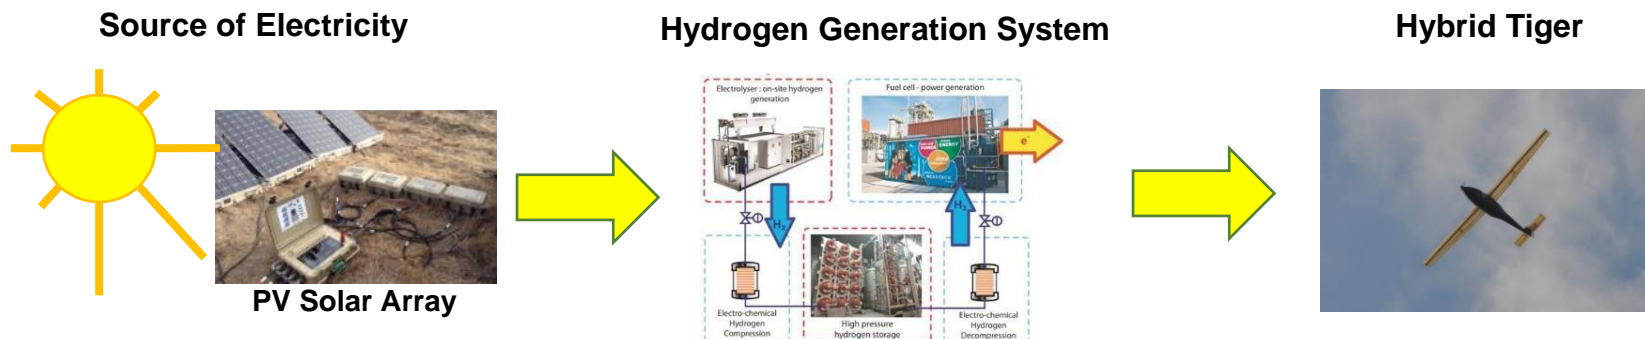 Source of Electricity
PV Solar Array
Hydrogen Generation System
Electrolyser : on-site hydrogen
generation
Fuel cell - power generation
e⁻
H₂
H₂
Electro-chemical
Hydrogen
Compression
High pressure
hydrogen storage
Electro-chemical
Hydrogen
Decompression
Hybrid Tiger